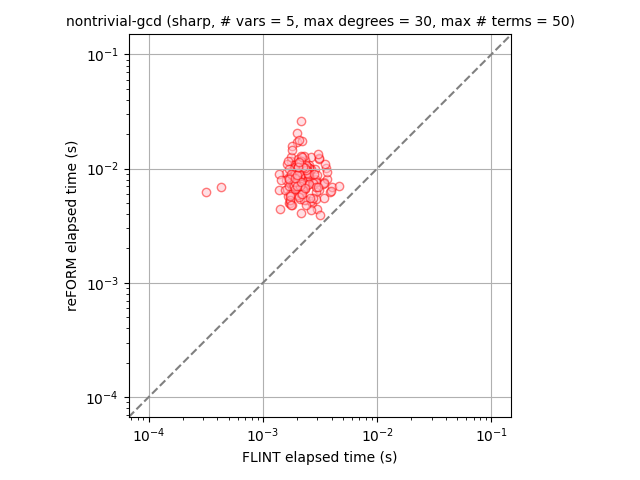 nontrivial-gcd (sharp, # vars = 5, max degrees = 30, max # terms = 50)
reFORM elapsed time (s)
10⁻¹
10⁻²
10⁻³
10⁻⁴
10⁻⁴ 10⁻³ 10⁻² 10⁻¹
FLINT elapsed time (s)